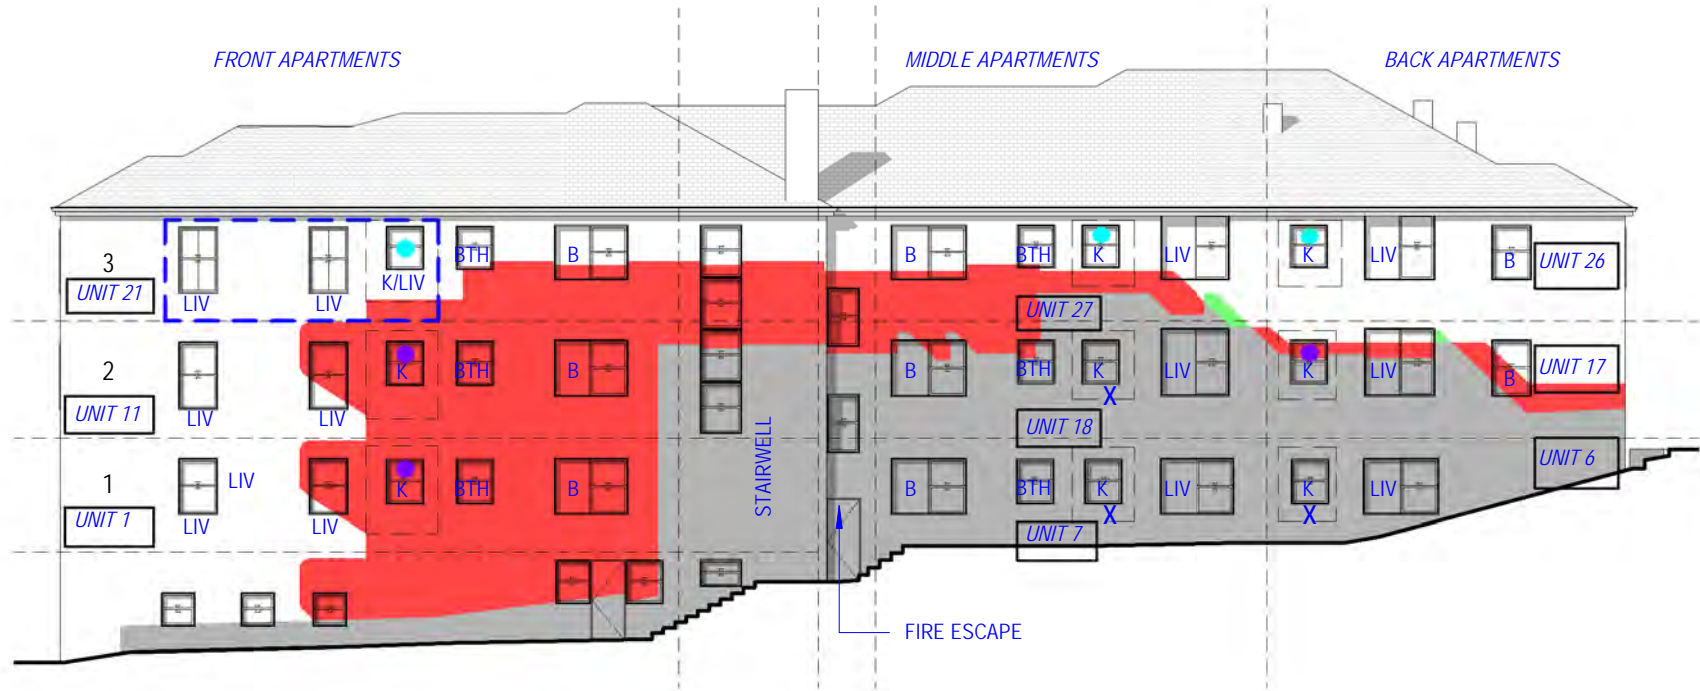 FRONT APARTMENTS
MIDDLE APARTMENTS
BACK APARTMENTS
3
UNIT 21
LIV
LIV
K/LIV
BTH
B
B
BTH
K
LIV
K
LIV
B
UNIT 26
UNIT 27
2
UNIT 11
LIV
LIV
K
BTH
B
B
BTH
K
X
LIV
K
LIV
B
UNIT 17
UNIT 18
1
UNIT 1
LIV
LIV
LIV
K
BTH
B
STAIRWELL
B
BTH
K
X
LIV
K
X
LIV
UNIT 6
UNIT 7
FIRE ESCAPE